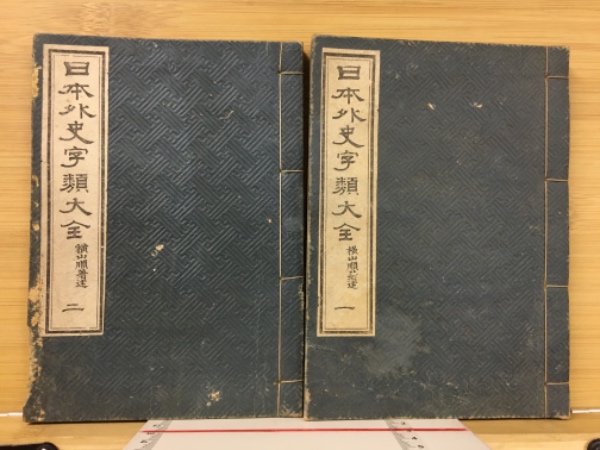 日本外史字類大全
横山順著述
一
日本外史字類大全
横山順著述
二